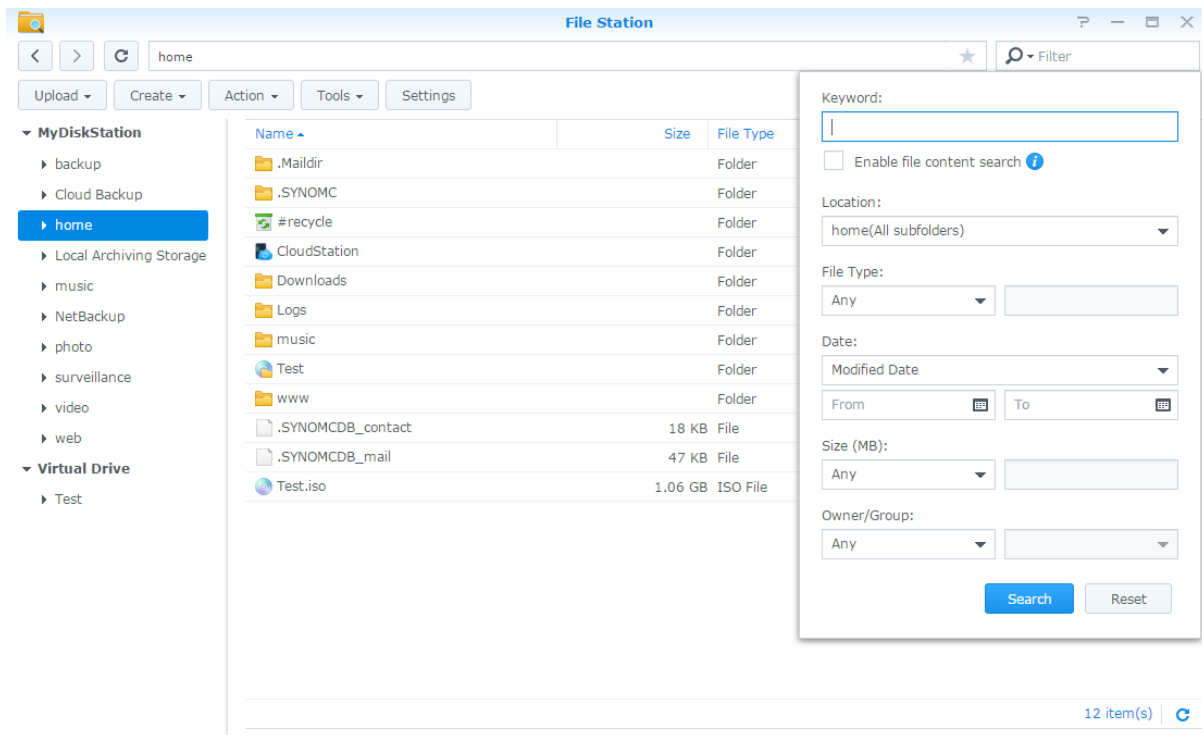 File Station
home
Filter
Upload
Create
Action
Tools
Settings
MyDiskStation
backup
Cloud Backup
home
Local Archiving Storage
music
NetBackup
photo
surveillance
video
web
Virtual Drive
Test
Name Size File Type
.Maildir Folder
.SYNOMC Folder
#recycle Folder
CloudStation Folder
Downloads Folder
Logs Folder
music Folder
Test Folder
www Folder
.SYNOMCDB_contact 18 KB File
.SYNOMCDB_mail 47 KB File
Test.iso 1.06 GB ISO File
Keyword:
Enable file content search
Location:
home(All subfolders)
File Type:
Any
Date:
Modified Date
From To
Size (MB):
Any
Owner/Group:
Any
Search Reset
12 item(s)